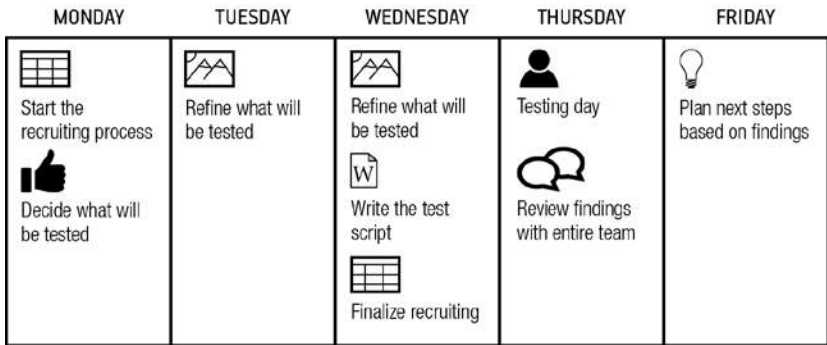 MONDAY
TUESDAY
WEDNESDAY
THURSDAY
FRIDAY
Start the
recruiting process
Decide what will
be tested
Refine what will
be tested
Refine what will
be tested
W
Write the test
script
Finalize recruiting
Testing day
Review findings
with entire team
Plan next steps
based on findings